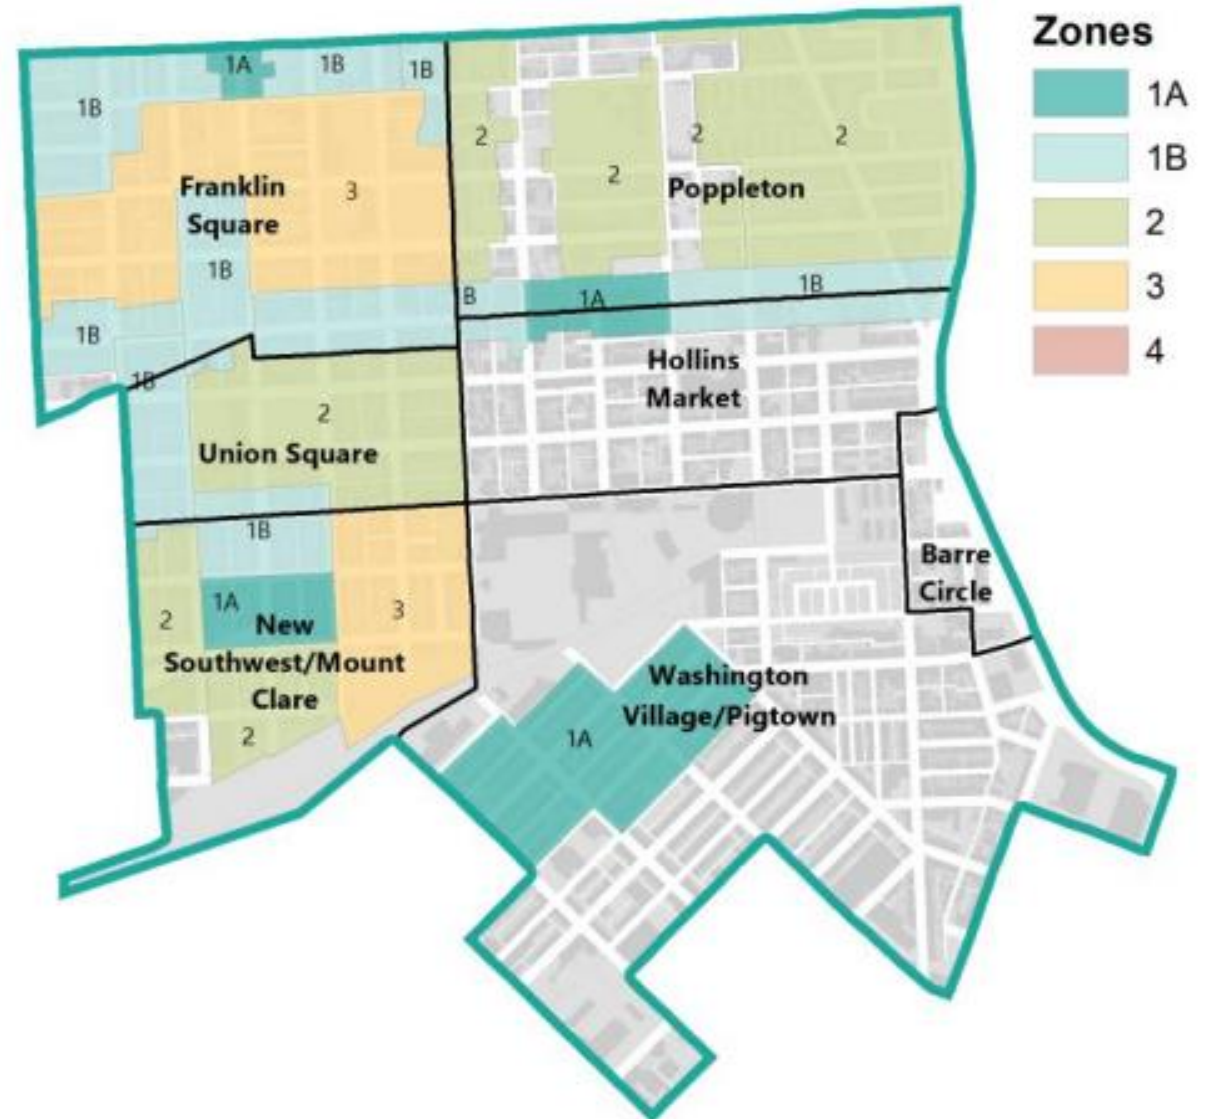 Zones
1A
1B
2
3
4
1A
1B
1B
1B
2
2
2
2
3
Franklin
Square
Poppleton
1B
B
1A
1B
1B
1B
Hollins
Market
2
Union Square
1B
1A
2
3
New
Southwest/Mount
Clare
2
Barre
Circle
Washington
Village/Pigtown
1A